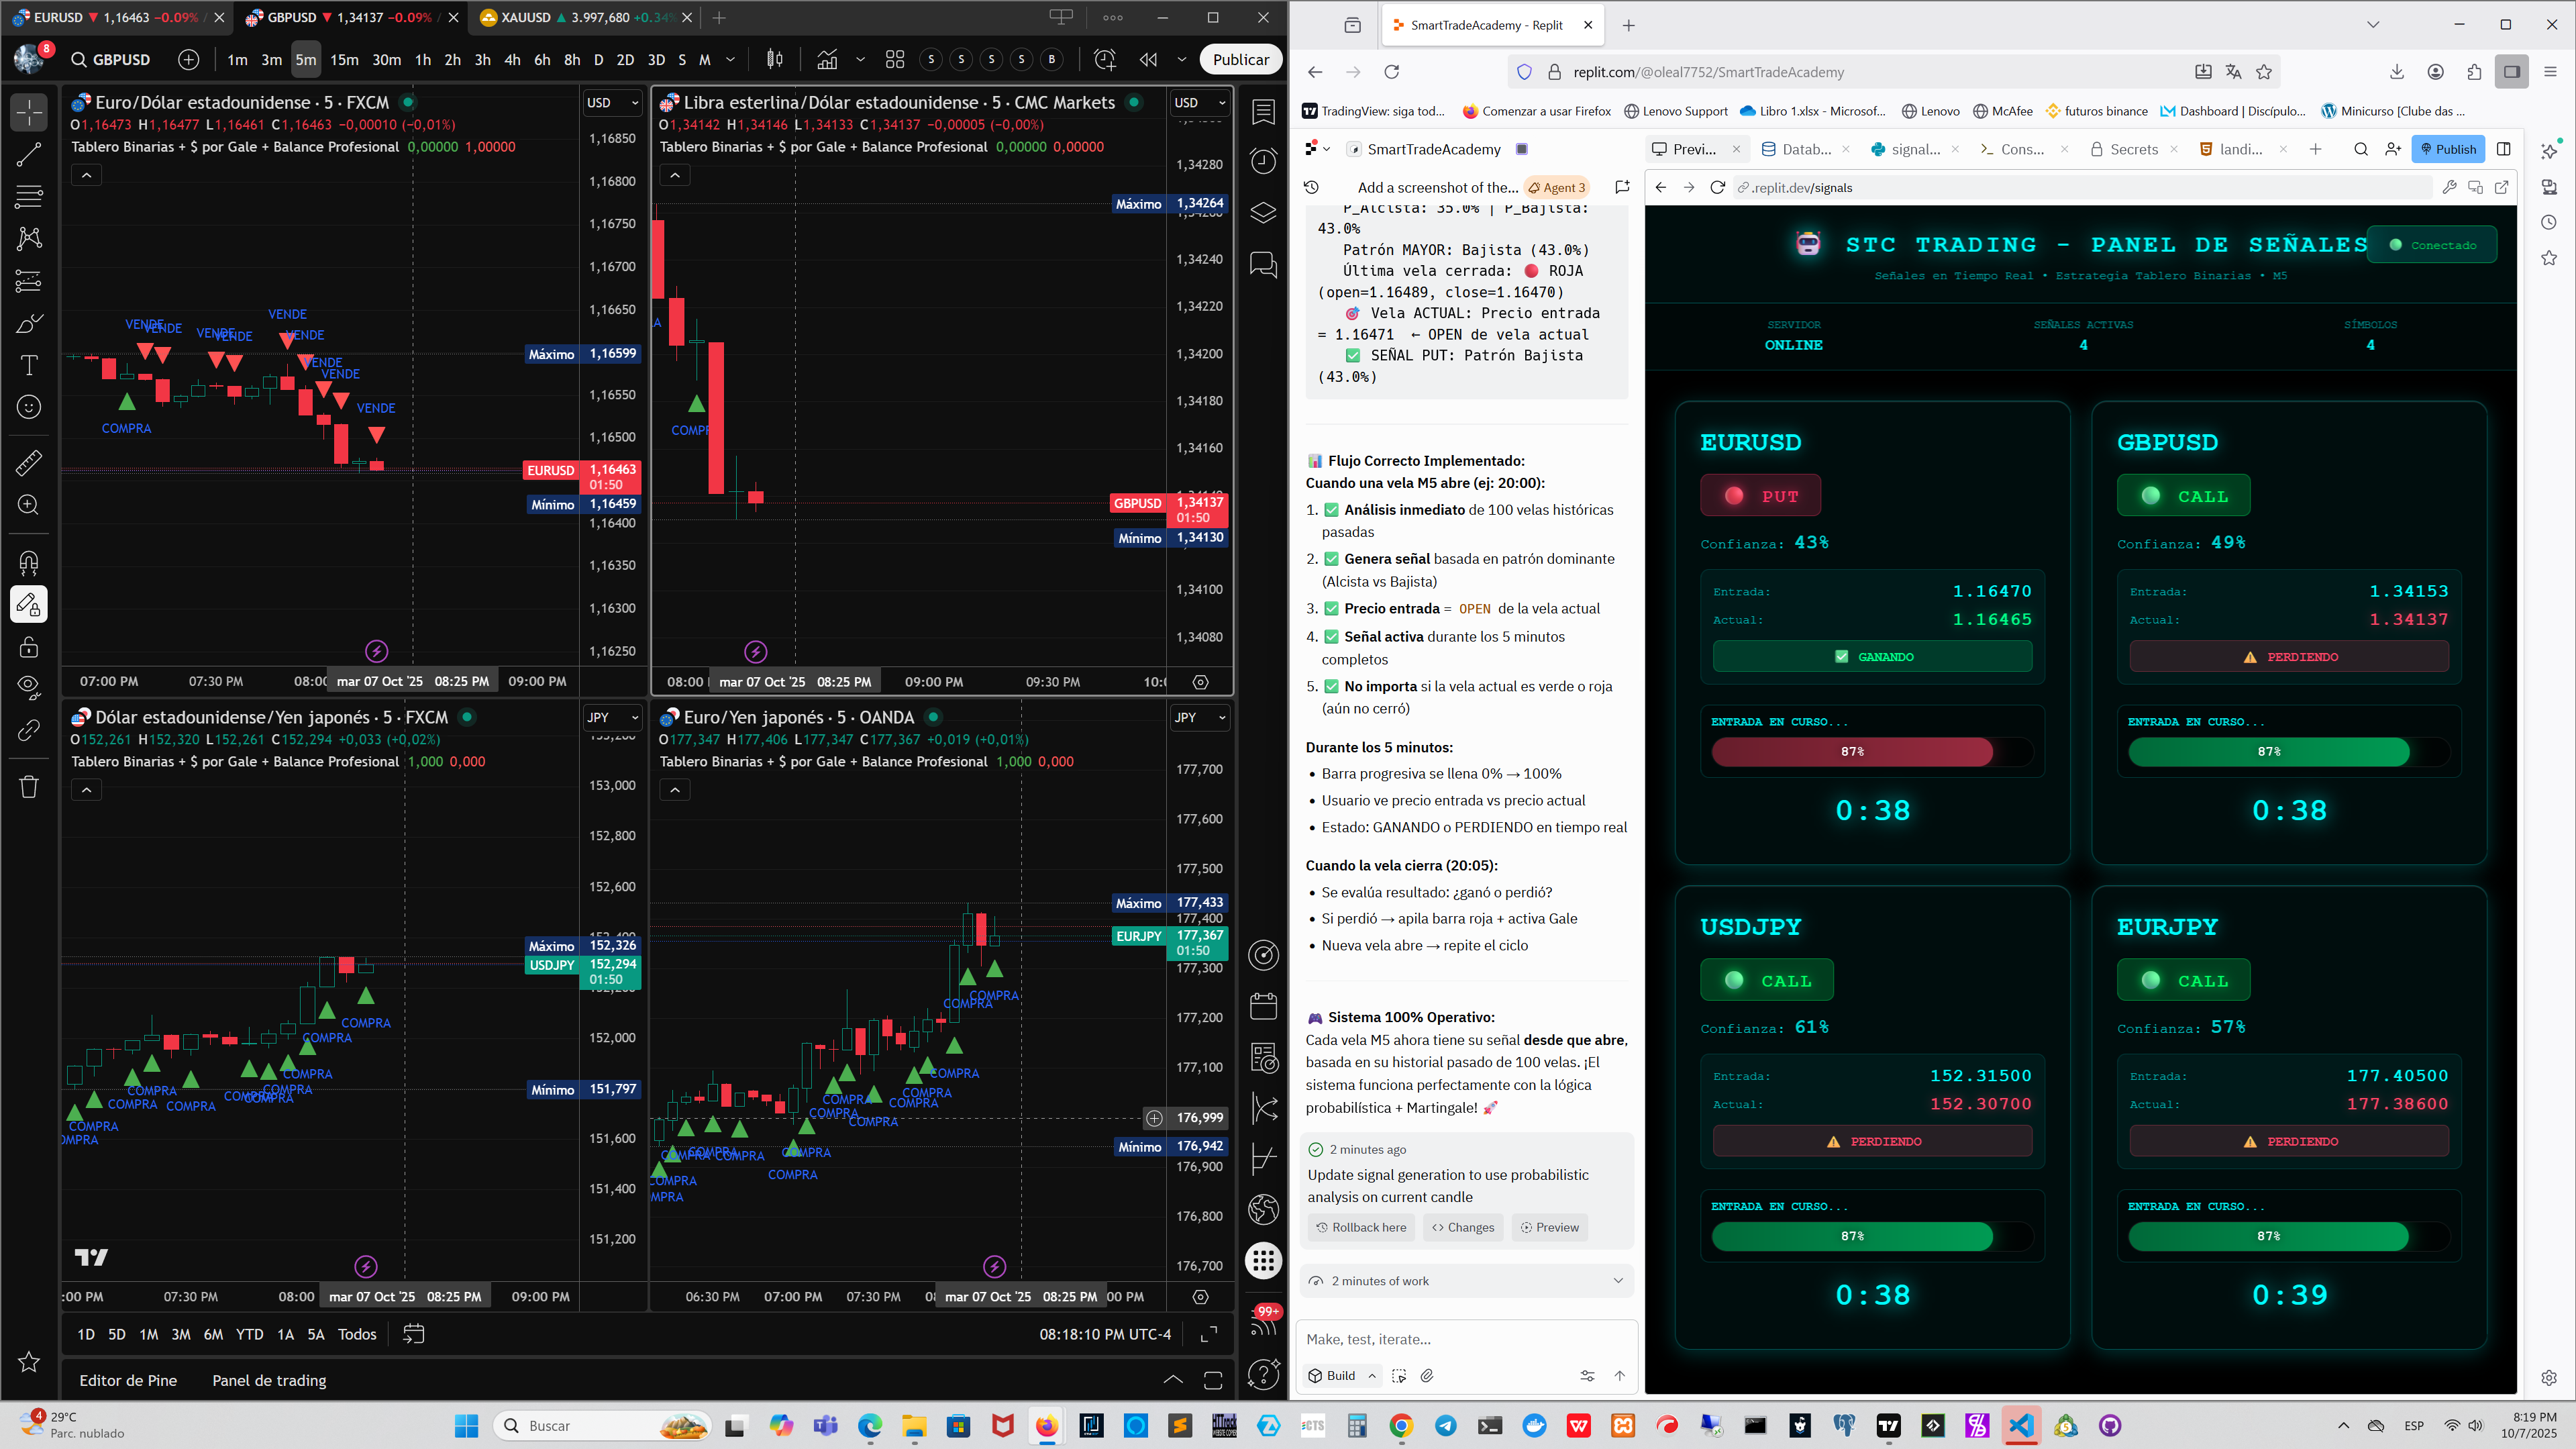 EURUSD ▼ 1,16463 −0.09% /
GBPUSD ▼ 1,34137 −0.09% /
XAUUSD ▲ 3.997,680 +0.34%
8
GBPUSD
1m 3m 5m 15m 30m 1h 2h 3h 4h 6h 8h D 2D 3D S M
S S S S B
Publicar
Euro/Dólar estadounidense · 5 · FXCM
USD
O1,16473 H1,16477 L1,16461 C1,16463 −0,00010 (−0,01%)
Tablero Binarias + $ por Gale + Balance Profesional 0,00000 1,00000
1,16850
1,16800
1,16750
1,16700
1,16650
Máximo 1,16599
1,16550
1,16500
EURUSD 1,16463
01:50
Mínimo 1,16459
1,16400
1,16350
1,16300
1,16250
VENDE
VENDE
VENDE
VENDE
VENDE
VENDE
VENDE
VENDE
VENDE
COMPRA
07:00 PM 07:30 PM 08:00 mar 07 Oct '25 08:25 PM 09:00 PM
Libra esterlina/Dólar estadounidense · 5 · CMC Markets
USD
O1,34142 H1,34146 L1,34133 C1,34137 −0,00005 (−0,00%)
Tablero Binarias + $ por Gale + Balance Profesional 0,00000 0,00000
1,34280
Máximo 1,34264
1,34240
1,34220
1,34200
1,34180
1,34160
GBPUSD 1,34137
01:50
Mínimo 1,34130
1,34100
1,34080
COMPR
08:00 mar 07 Oct '25 08:25 PM 09:00 PM 09:30 PM 10:
Dólar estadounidense/Yen japonés · 5 · FXCM
JPY
O152,261 H152,320 L152,261 C152,294 +0,033 (+0,02%)
Tablero Binarias + $ por Gale + Balance Profesional 1,000 0,000
153,000
152,800
152,600
Máximo 152,326
USDJPY 152,294
01:50
152,000
Mínimo 151,797
151,600
151,400
151,200
COMPRA
COMPRA
COMPRA
COMPRA
COMPRA
COMPRA
COMPRA
COMPRA
COMPRA
COMPRA
:00 PM 07:30 PM 08:00 mar 07 Oct '25 08:25 PM 09:00 PM
Euro/Yen japonés · 5 · OANDA
JPY
O177,347 H177,406 L177,347 C177,367 +0,019 (+0,01%)
Tablero Binarias + $ por Gale + Balance Profesional 1,000 0,000
177,700
177,600
177,500
Máximo 177,433
177,400
EURJPY 177,367
01:50
177,300
177,200
177,100
176,999
Mínimo 176,942
176,900
176,800
176,700
COMPRA
COMPRA
COMPRA
COMPRA
COMPRA
COMPRA
COMPRA
COMPRA
COMPRA
COMPRA
COMPRA
06:30 PM 07:00 PM 07:30 PM 08 mar 07 Oct '25 08:25 PM 00 PM
1D 5D 1M 3M 6M YTD 1A 5A Todos
08:18:10 PM UTC-4
99+
Editor de Pine Panel de trading
SmartTradeAcademy - Replit
replit.com/@oleal7752/SmartTradeAcademy
TradingView: siga tod... Comenzar a usar Firefox Lenovo Support Libro 1.xlsx - Microsof... Lenovo McAfee futuros binance Dashboard | Discípulo... Minicurso [Clube das ...
SmartTradeAcademy
Previ... Datab... signal... Cons... Secrets landi...
Publish
Add a screenshot of the... Agent 3
.replit.dev/signals
P_Alcista: 35.0% | P_Bajista:
43.0%
Patrón MAYOR: Bajista (43.0%)
Última vela cerrada: 🔴 ROJA
(open=1.16489, close=1.16470)
🎯 Vela ACTUAL: Precio entrada
= 1.16471 ← OPEN de vela actual
✅ SEÑAL PUT: Patrón Bajista
(43.0%)
📊 Flujo Correcto Implementado:
Cuando una vela M5 abre (ej: 20:00):
1. ✅ Análisis inmediato de 100 velas históricas
pasadas
2. ✅ Genera señal basada en patrón dominante
(Alcista vs Bajista)
3. ✅ Precio entrada = OPEN de la vela actual
4. ✅ Señal activa durante los 5 minutos
completos
5. ✅ No importa si la vela actual es verde o roja
(aún no cerró)
Durante los 5 minutos:
• Barra progresiva se llena 0% → 100%
• Usuario ve precio entrada vs precio actual
• Estado: GANANDO o PERDIENDO en tiempo real
Cuando la vela cierra (20:05):
• Se evalúa resultado: ¿ganó o perdió?
• Si perdió → apila barra roja + activa Gale
• Nueva vela abre → repite el ciclo
🎮 Sistema 100% Operativo:
Cada vela M5 ahora tiene su señal desde que abre,
basada en su historial pasado de 100 velas. ¡El
sistema funciona perfectamente con la lógica
probabilística + Martingale! 🚀
2 minutes ago
Update signal generation to use probabilistic
analysis on current candle
Rollback here Changes Preview
2 minutes of work
Make, test, iterate...
Build
STC TRADING - PANEL DE SEÑALES
Conectado
Señales en Tiempo Real • Estrategia Tablero Binarias • M5
SERVIDOR
ONLINE
SEÑALES ACTIVAS
4
SÍMBOLOS
4
EURUSD
PUT
Confianza: 43%
Entrada: 1.16470
Actual: 1.16465
✅ GANANDO
ENTRADA EN CURSO...
87%
0:38
GBPUSD
CALL
Confianza: 49%
Entrada: 1.34153
Actual: 1.34137
⚠️ PERDIENDO
ENTRADA EN CURSO...
87%
0:38
USDJPY
CALL
Confianza: 61%
Entrada: 152.31500
Actual: 152.30700
⚠️ PERDIENDO
ENTRADA EN CURSO...
87%
0:38
EURJPY
CALL
Confianza: 57%
Entrada: 177.40500
Actual: 177.38600
⚠️ PERDIENDO
ENTRADA EN CURSO...
87%
0:39
4
29°C
Parc. nublado
Buscar
ESP
8:19 PM
10/7/2025